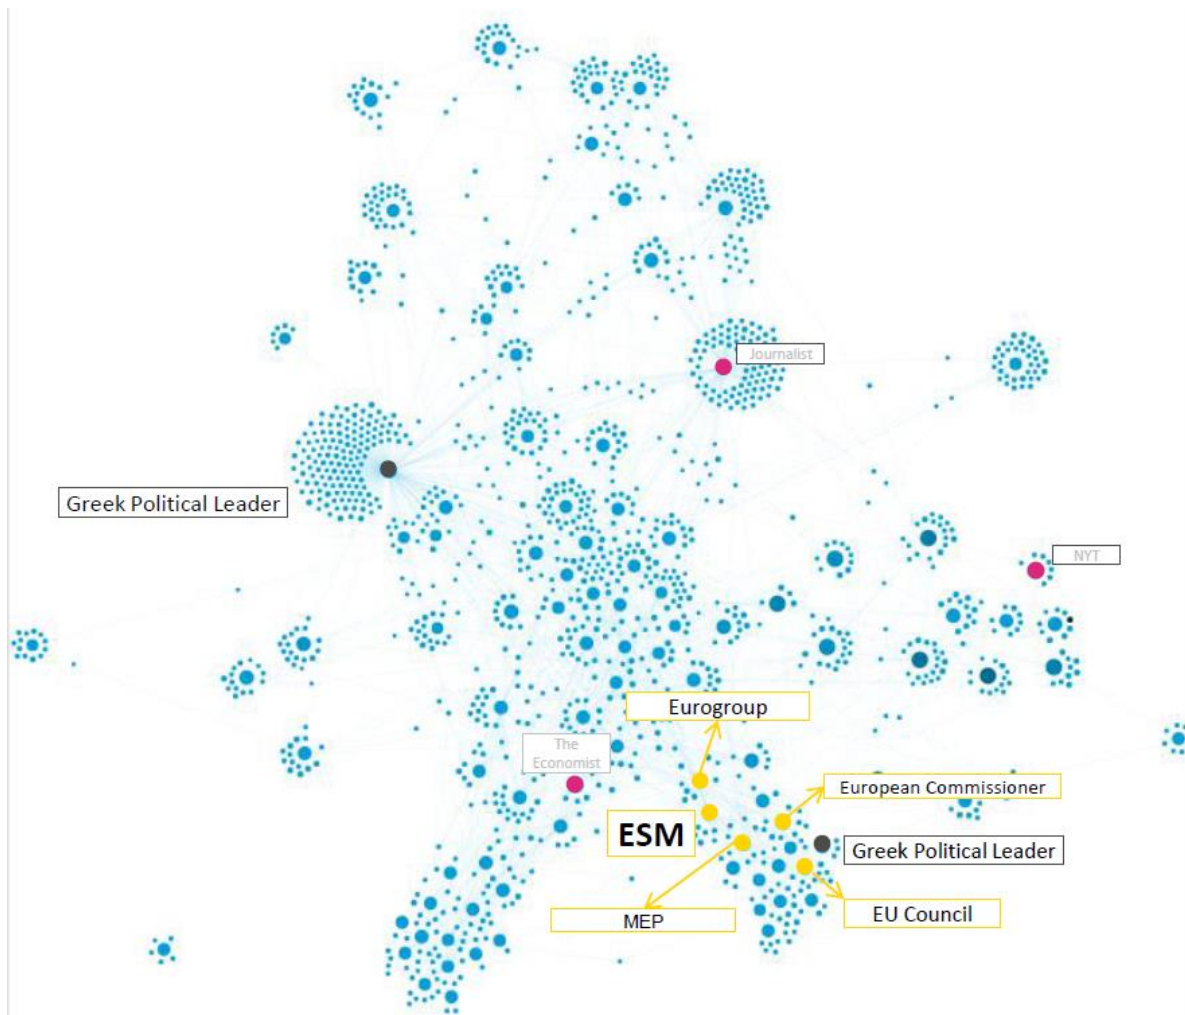 Journalist
Greek Political Leader
NYT
Eurogroup
The
Economist
European Commissioner
ESM
Greek Political Leader
MEP
EU Council